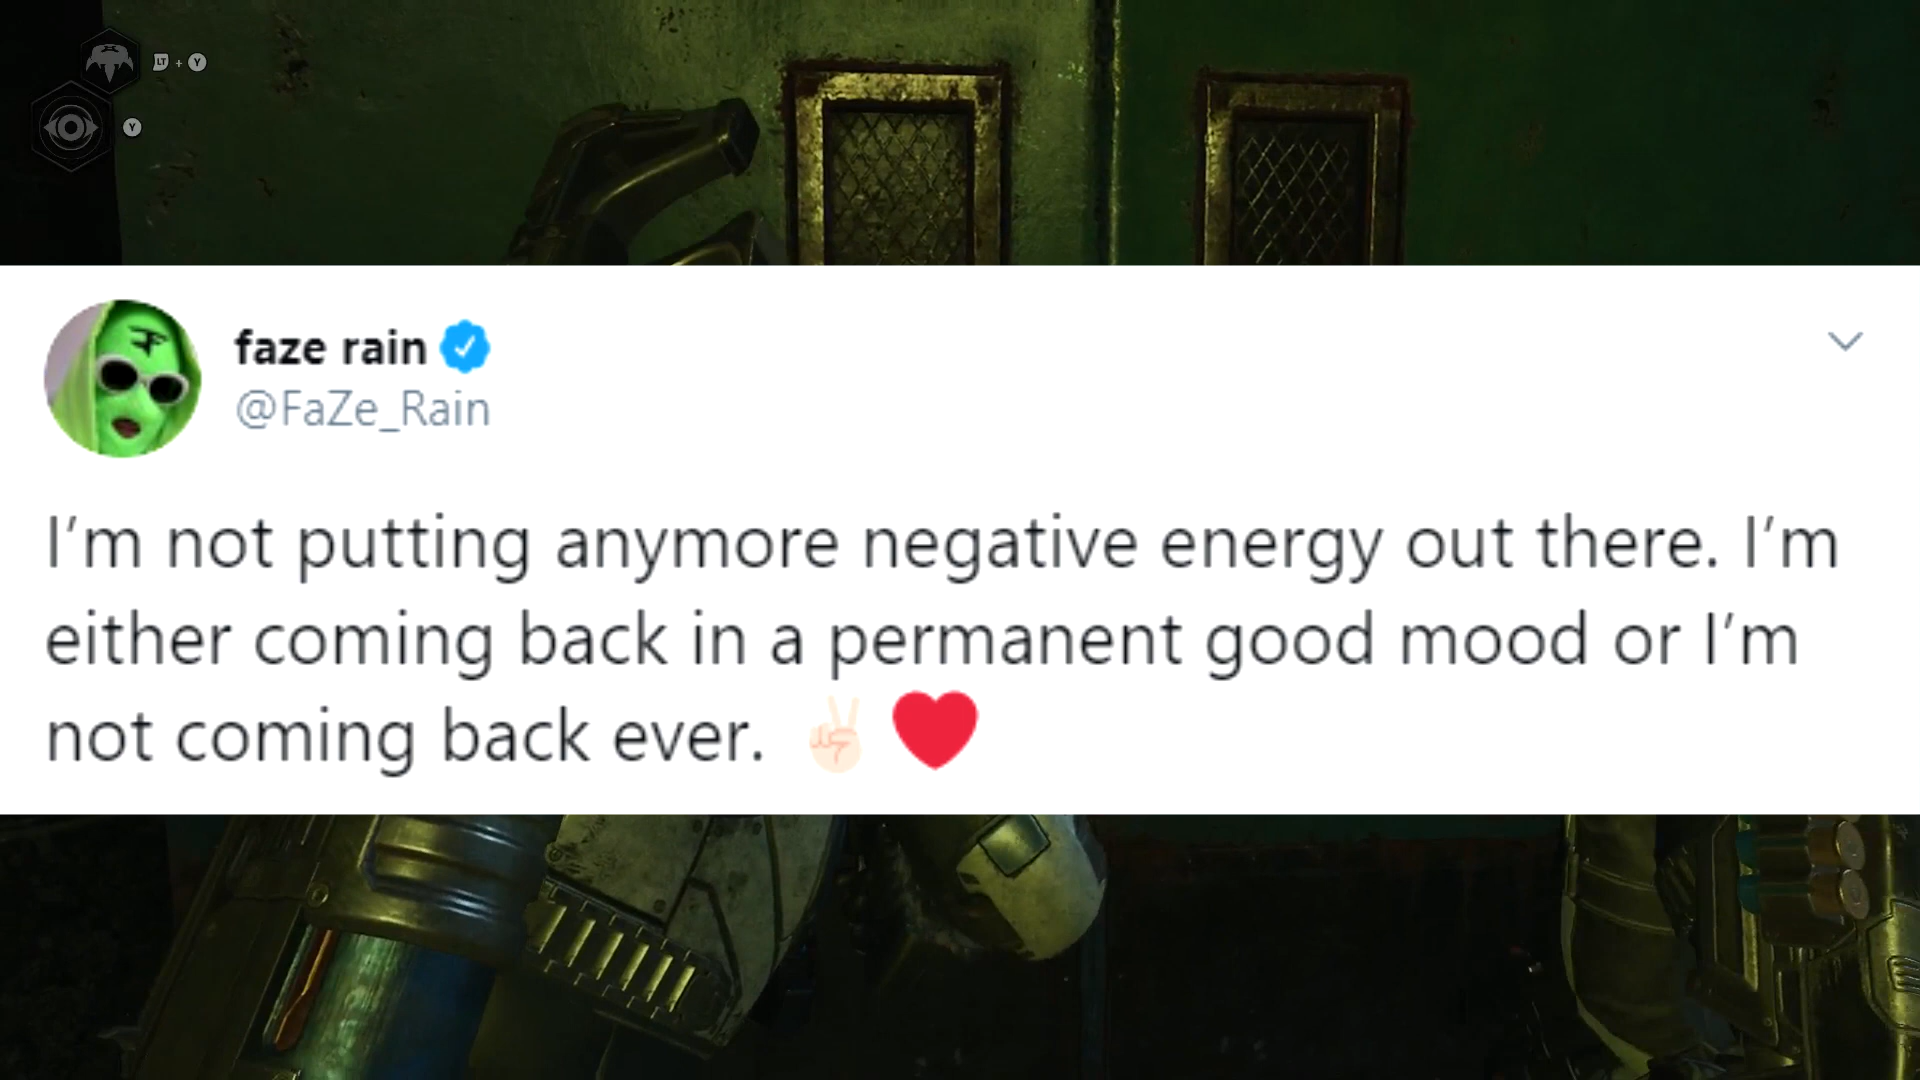 LT + Y
Y
faze rain
@FaZe_Rain
I'm not putting anymore negative energy out there. I'm
either coming back in a permanent good mood or I'm
not coming back ever. ✌🏻 ❤️